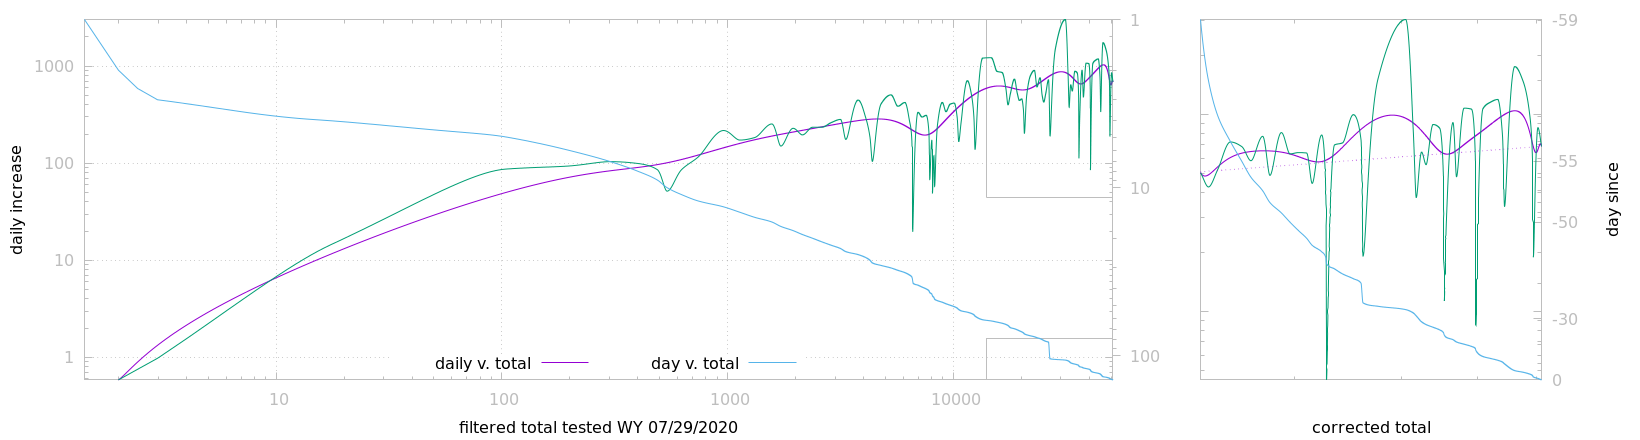 daily increase
1000
100
10
1
10
100
1000
10000
filtered total tested WY 07/29/2020
daily v. total
day v. total
1
10
100
-59
-55
-50
-30
0
day since
corrected total